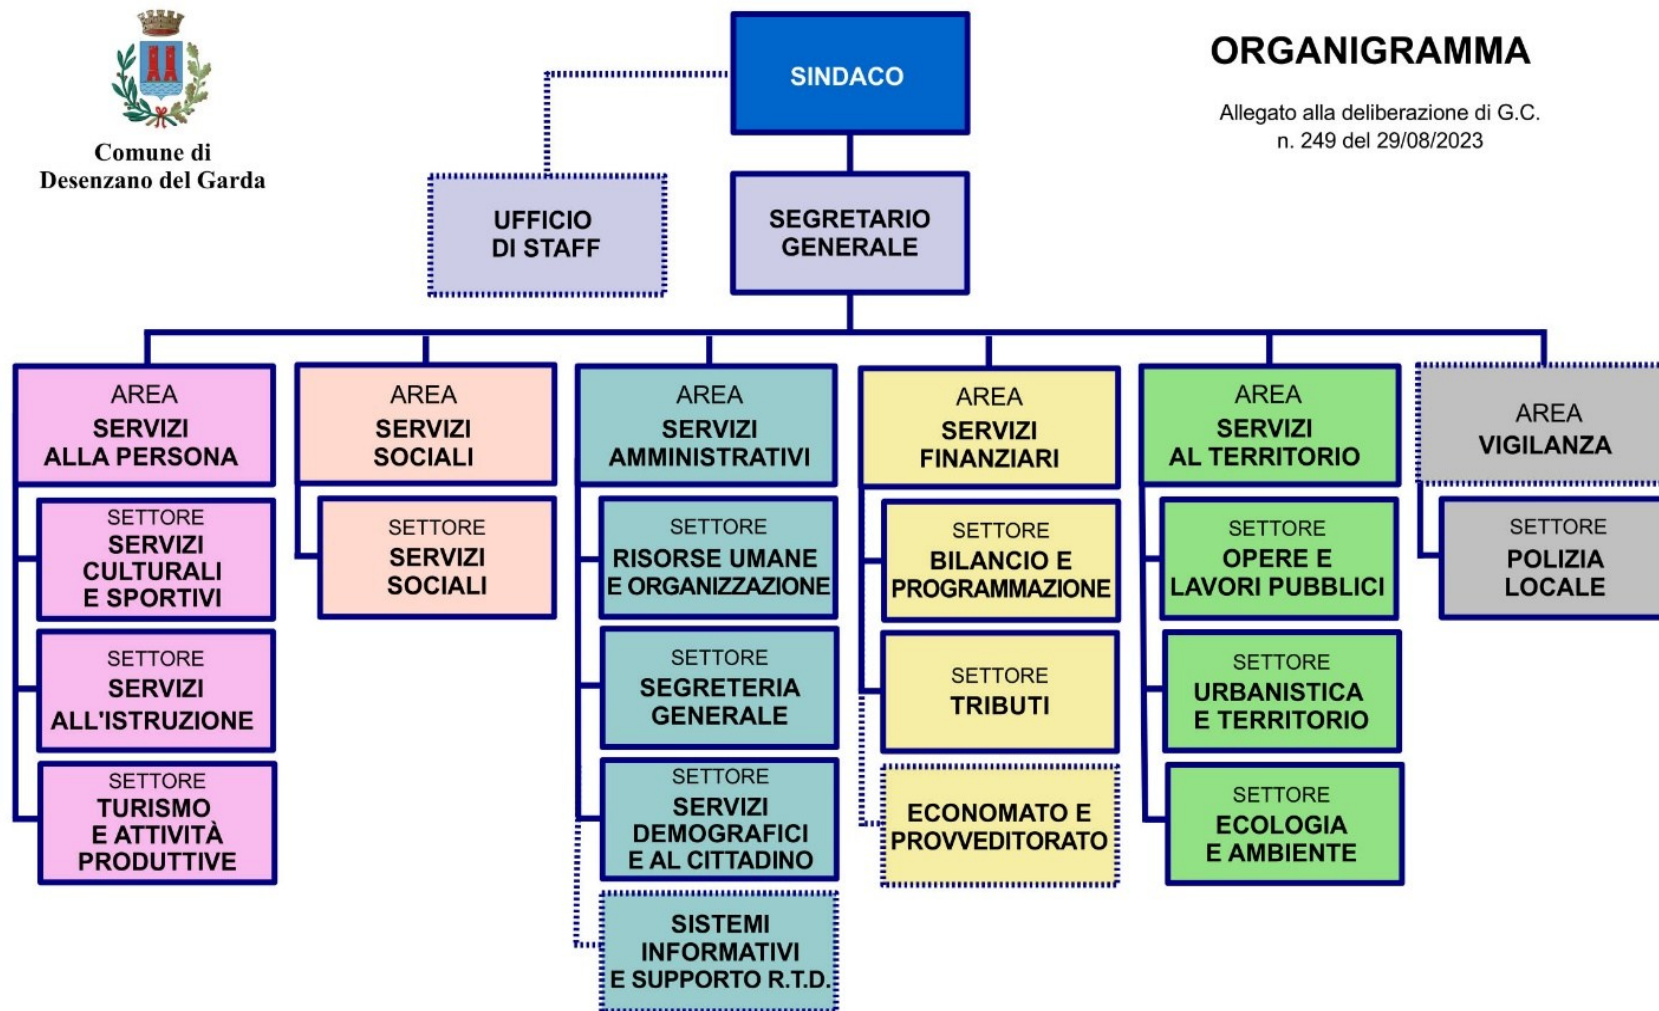 Comune di
Desenzano del Garda
SINDACO
ORGANIGRAMMA
Allegato alla deliberazione di G.C.
n. 249 del 29/08/2023
UFFICIO
DI STAFF
SEGRETARIO
GENERALE
AREA
SERVIZI
ALLA PERSONA
SETTORE
SERVIZI
CULTURALI
E SPORTIVI
SETTORE
SERVIZI
ALL'ISTRUZIONE
SETTORE
TURISMO
E ATTIVITÀ
PRODUTTIVE
AREA
SERVIZI
SOCIALI
SETTORE
SERVIZI
SOCIALI
AREA
SERVIZI
AMMINISTRATIVI
SETTORE
RISORSE UMANE
E ORGANIZZAZIONE
SETTORE
SEGRETERIA
GENERALE
SETTORE
SERVIZI
DEMOGRAFICI
E AL CITTADINO
SISTEMI
INFORMATIVI
E SUPPORTO R.T.D.
AREA
SERVIZI
FINANZIARI
SETTORE
BILANCIO E
PROGRAMMAZIONE
SETTORE
TRIBUTI
ECONOMATO E
PROVVEDITORATO
AREA
SERVIZI
AL TERRITORIO
SETTORE
OPERE E
LAVORI PUBBLICI
SETTORE
URBANISTICA
E TERRITORIO
SETTORE
ECOLOGIA
E AMBIENTE
AREA
VIGILANZA
SETTORE
POLIZIA
LOCALE